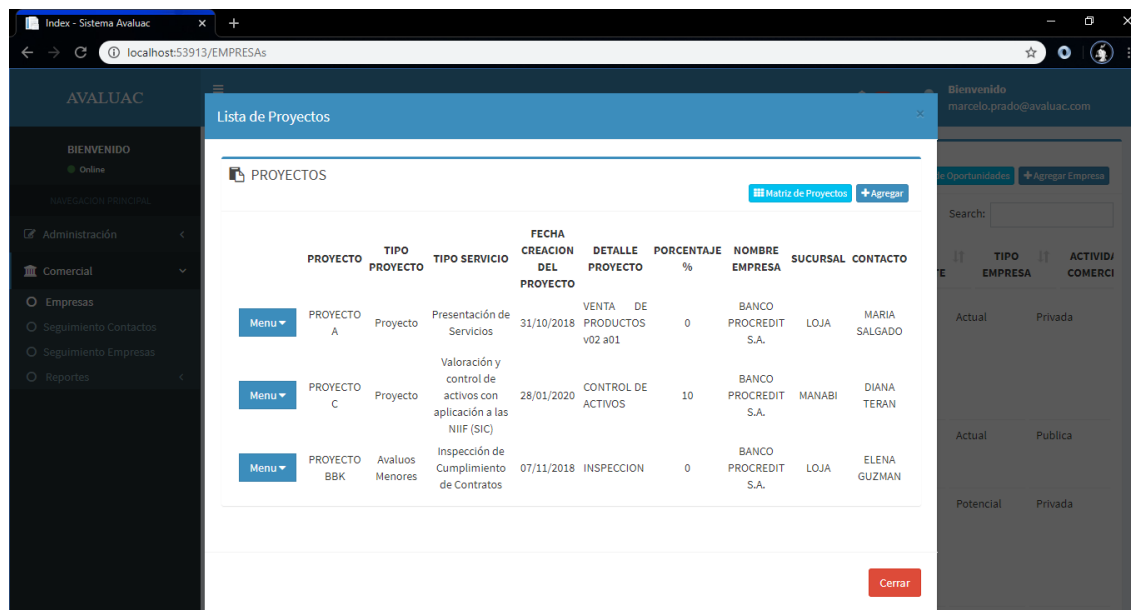 Index - Sistema Avaluac
localhost:53913/EMPRESAs
AVALUAC
Bienvenido
marcelo.prado@avaluac.com
BIENVENIDO
Online
NAVEGACION PRINCIPAL
Administración
Comercial
Empresas
Seguimiento Contactos
Seguimiento Empresas
Reportes
Lista de Proyectos ×
PROYECTOS
Matriz de Proyectos + Agregar
PROYECTO TIPO PROYECTO TIPO SERVICIO FECHA CREACION DEL PROYECTO DETALLE PROYECTO PORCENTAJE % NOMBRE EMPRESA SUCURSAL CONTACTO
Menu PROYECTO A Proyecto Presentación de Servicios 31/10/2018 VENTA DE PRODUCTOS v02 a01 0 BANCO PROCREDIT S.A. LOJA MARIA SALGADO
Menu PROYECTO C Proyecto Valoración y control de activos con aplicación a las NIIF (SIC) 28/01/2020 CONTROL DE ACTIVOS 10 BANCO PROCREDIT S.A. MANABI DIANA TERAN
Menu PROYECTO BBK Avaluos Menores Inspección de Cumplimiento de Contratos 07/11/2018 INSPECCION 0 BANCO PROCREDIT S.A. LOJA ELENA GUZMAN
Cerrar
de Oportunidades + Agregar Empresa
Search:
TE TIPO EMPRESA ACTIVIDA COMERCI
Actual Privada
Actual Publica
Potencial Privada